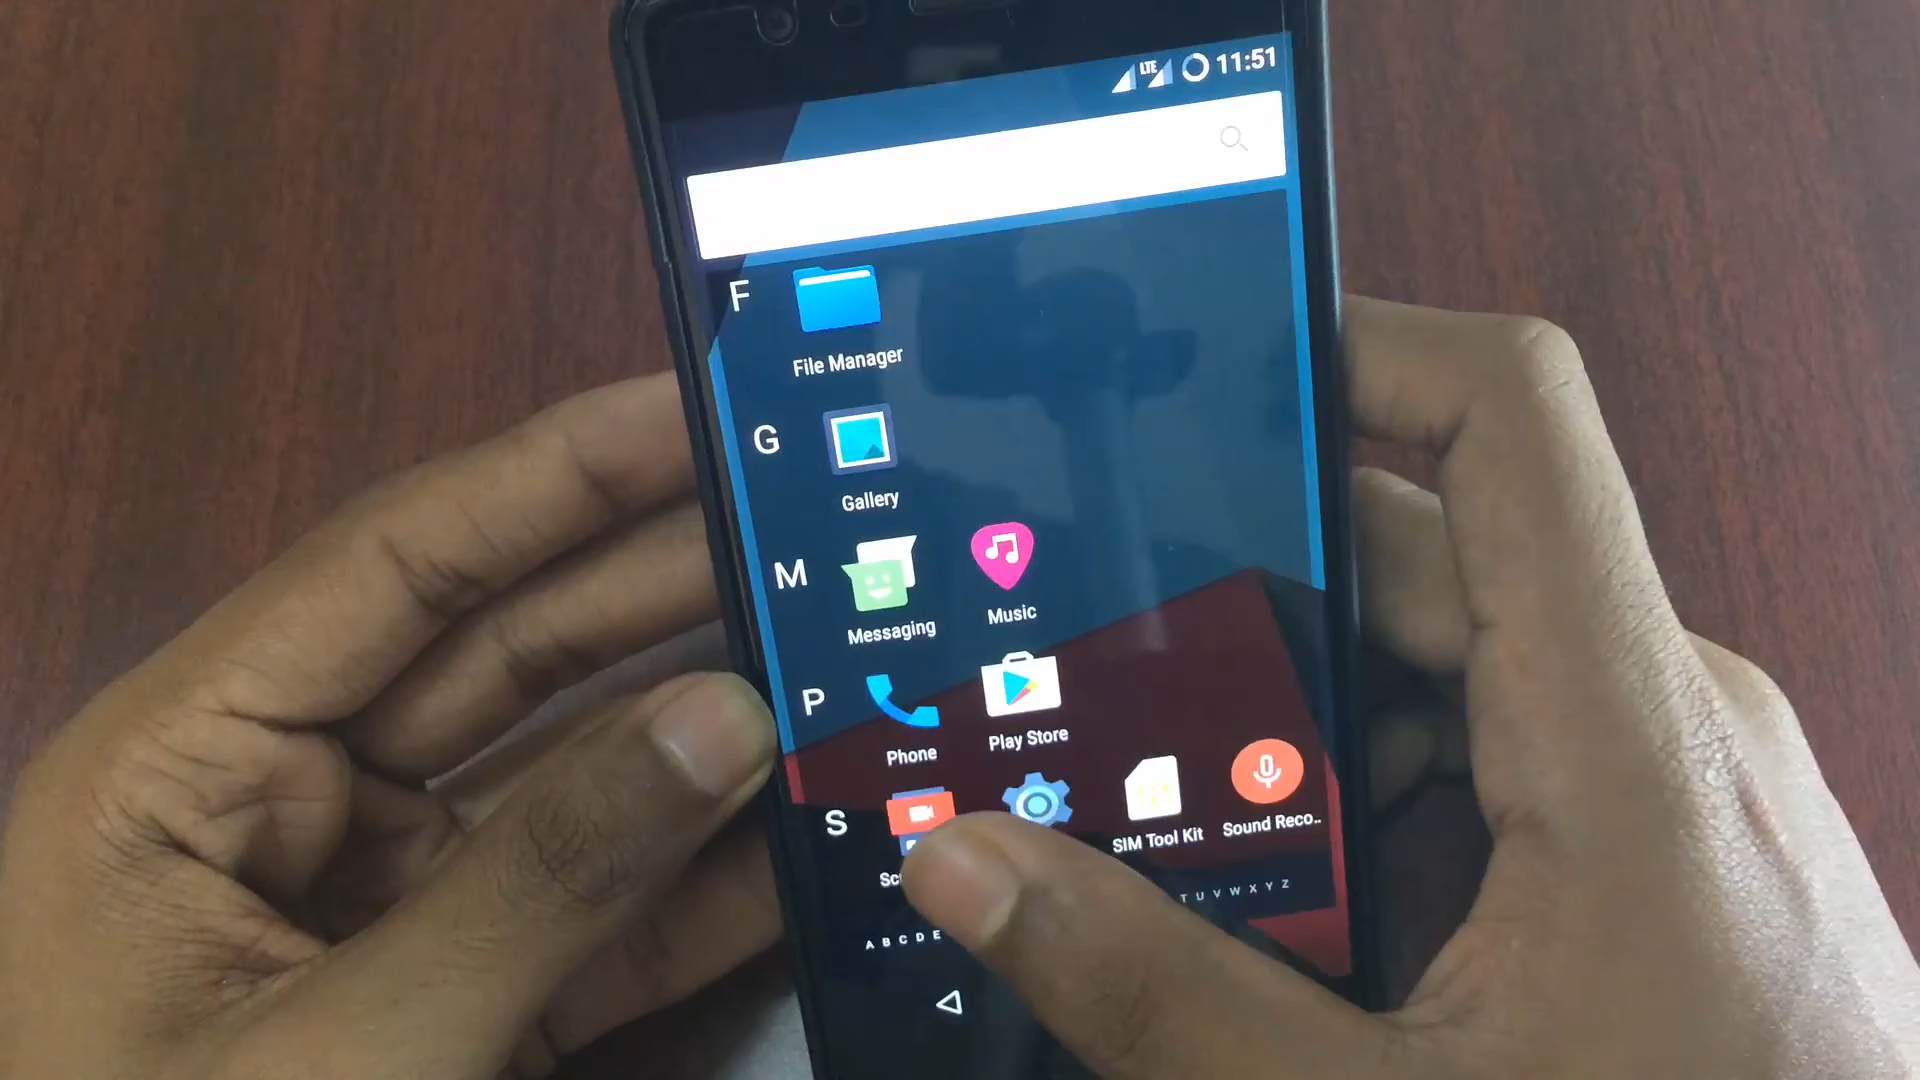 LTE 11:51
F
File Manager
G
Gallery
M
Messaging Music
P
Phone Play Store
S
SIM Tool Kit Sound Reco..
A B C D E T U V W X Y Z